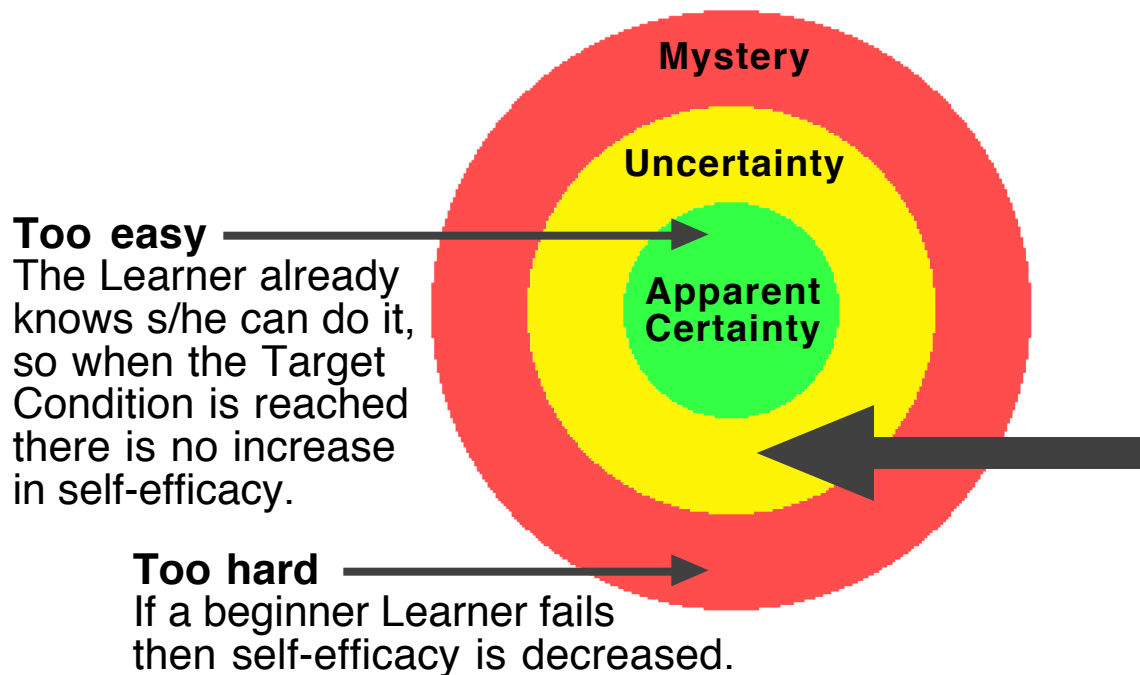 Mystery
Uncertainty
Apparent
Certainty
Too easy
The Learner already
knows s/he can do it,
so when the Target
Condition is reached
there is no increase
in self-efficacy.
Too hard
If a beginner Learner fails
then self-efficacy is decreased.